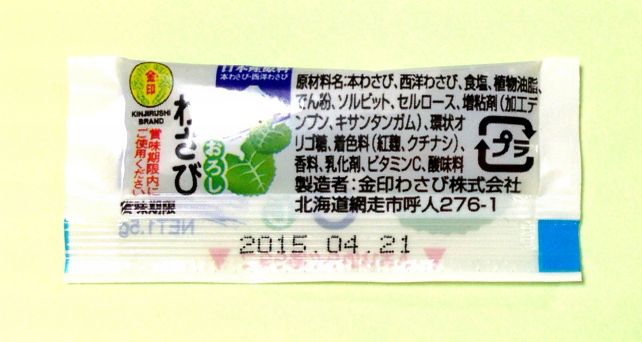 金印
KINJIRUSHI
BRAND
賞味期限内に
ご使用ください
おろし
わさび
日本産原料
本わさび・西洋わさび
原材料名:本わさび、西洋わさび、食塩、植物油脂、
でん粉、ソルビット、セルロース、増粘剤(加工デ
ンプン、キサンタンガム)、環状オ
リゴ糖、着色料(紅麹、クチナシ)、
香料、乳化剤、ビタミンC、酸味料
プラ
製造者:金印わさび株式会社
北海道網走市呼人276-1
賞味期限
NET1.5g
2015.04.21